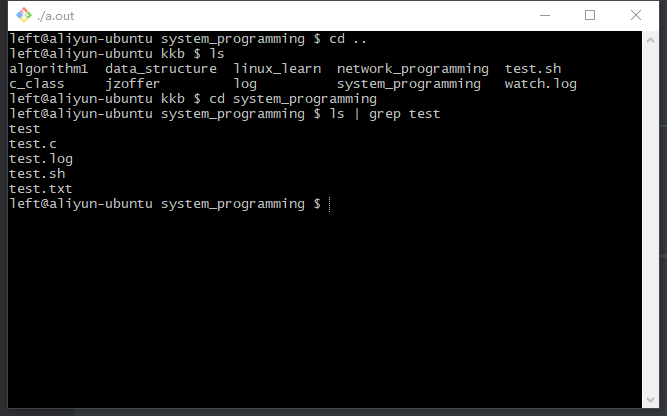 ./a.out
left@aliyun-ubuntu system_programming $ cd ..
left@aliyun-ubuntu kkb $ ls
algorithm1  data_structure  linux_learn  network_programming  test.sh
c_class     jzoffer         log          system_programming   watch.log
left@aliyun-ubuntu kkb $ cd system_programming
left@aliyun-ubuntu system_programming $ ls | grep test
test
test.c
test.log
test.sh
test.txt
left@aliyun-ubuntu system_programming $